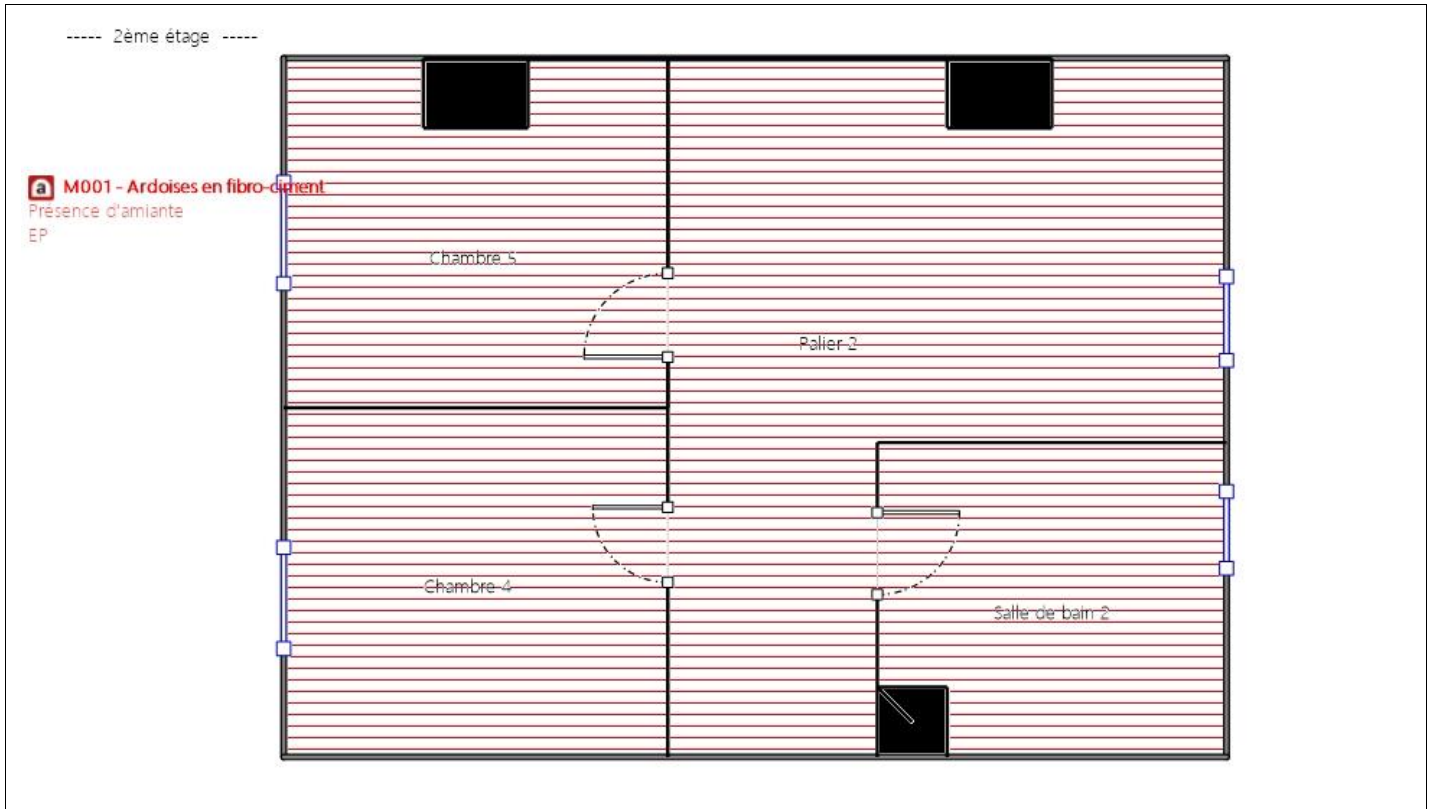 ----- 2ème étage -----
a M001 - Ardoises en fibro-ciment
Présence d'amiante
EP
Chambre 5
Palier 2
Chambre 4
Salle de bain 2